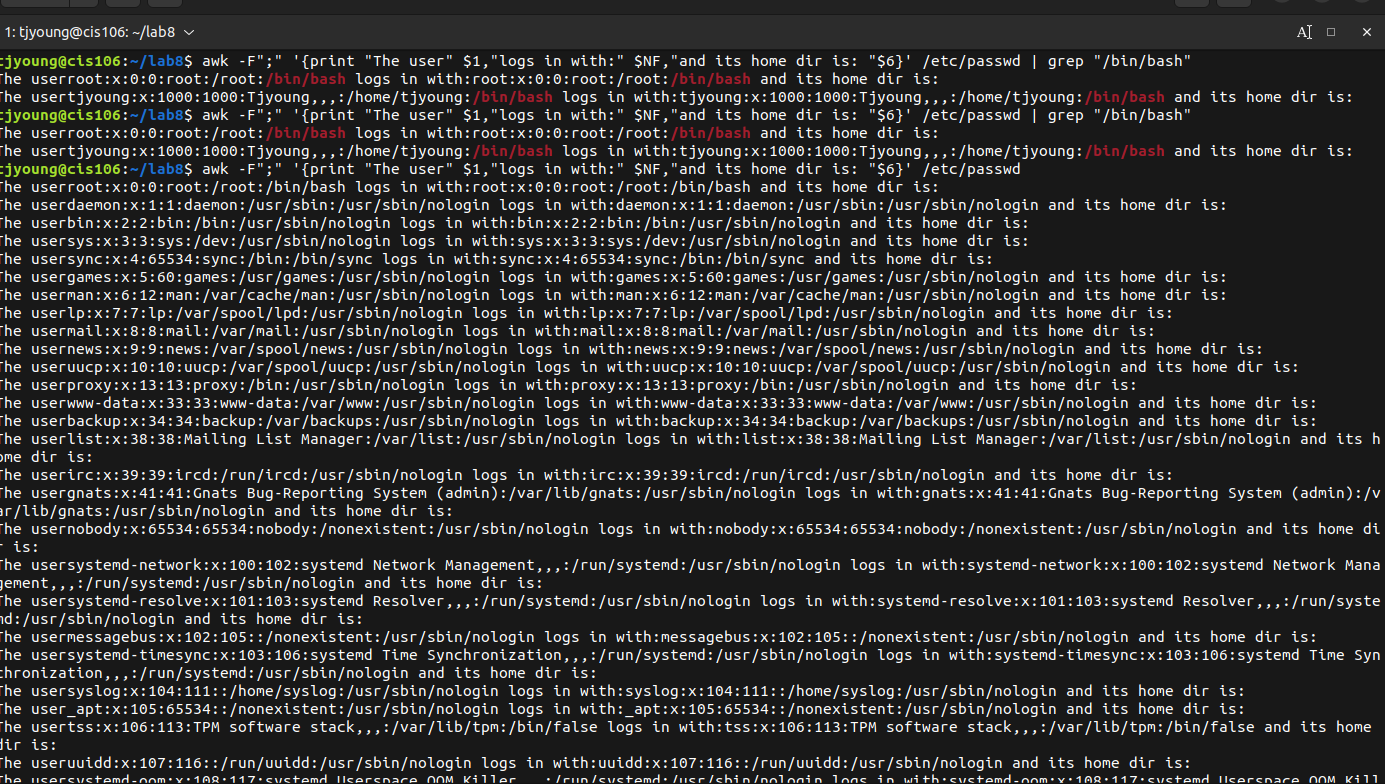 1: tjyoung@cis106: ~/lab8
tjyoung@cis106:~/lab8$ awk -F";" '{print "The user" $1,"logs in with:" $NF,"and its home dir is: "$6}' /etc/passwd | grep "/bin/bash"
The userroot:x:0:0:root:/root:/bin/bash logs in with:root:x:0:0:root:/root:/bin/bash and its home dir is:
The usertjyoung:x:1000:1000:Tjyoung,,,:/home/tjyoung:/bin/bash logs in with:tjyoung:x:1000:1000:Tjyoung,,,:/home/tjyoung:/bin/bash and its home dir is:
tjyoung@cis106:~/lab8$ awk -F";" '{print "The user" $1,"logs in with:" $NF,"and its home dir is: "$6}' /etc/passwd | grep "/bin/bash"
The userroot:x:0:0:root:/root:/bin/bash logs in with:root:x:0:0:root:/root:/bin/bash and its home dir is:
The usertjyoung:x:1000:1000:Tjyoung,,,:/home/tjyoung:/bin/bash logs in with:tjyoung:x:1000:1000:Tjyoung,,,:/home/tjyoung:/bin/bash and its home dir is:
tjyoung@cis106:~/lab8$ awk -F";" '{print "The user" $1,"logs in with:" $NF,"and its home dir is: "$6}' /etc/passwd
The userroot:x:0:0:root:/root:/bin/bash logs in with:root:x:0:0:root:/root:/bin/bash and its home dir is:
The userdaemon:x:1:1:daemon:/usr/sbin:/usr/sbin/nologin logs in with:daemon:x:1:1:daemon:/usr/sbin:/usr/sbin/nologin and its home dir is:
The userbin:x:2:2:bin:/bin:/usr/sbin/nologin logs in with:bin:x:2:2:bin:/bin:/usr/sbin/nologin and its home dir is:
The usersys:x:3:3:sys:/dev:/usr/sbin/nologin logs in with:sys:x:3:3:sys:/dev:/usr/sbin/nologin and its home dir is:
The usersync:x:4:65534:sync:/bin:/bin/sync logs in with:sync:x:4:65534:sync:/bin:/bin/sync and its home dir is:
The usergames:x:5:60:games:/usr/games:/usr/sbin/nologin logs in with:games:x:5:60:games:/usr/games:/usr/sbin/nologin and its home dir is:
The userman:x:6:12:man:/var/cache/man:/usr/sbin/nologin logs in with:man:x:6:12:man:/var/cache/man:/usr/sbin/nologin and its home dir is:
The userlp:x:7:7:lp:/var/spool/lpd:/usr/sbin/nologin logs in with:lp:x:7:7:lp:/var/spool/lpd:/usr/sbin/nologin and its home dir is:
The usermail:x:8:8:mail:/var/mail:/usr/sbin/nologin logs in with:mail:x:8:8:mail:/var/mail:/usr/sbin/nologin and its home dir is:
The usernews:x:9:9:news:/var/spool/news:/usr/sbin/nologin logs in with:news:x:9:9:news:/var/spool/news:/usr/sbin/nologin and its home dir is:
The useruucp:x:10:10:uucp:/var/spool/uucp:/usr/sbin/nologin logs in with:uucp:x:10:10:uucp:/var/spool/uucp:/usr/sbin/nologin and its home dir is:
The userproxy:x:13:13:proxy:/bin:/usr/sbin/nologin logs in with:proxy:x:13:13:proxy:/bin:/usr/sbin/nologin and its home dir is:
The userwww-data:x:33:33:www-data:/var/www:/usr/sbin/nologin logs in with:www-data:x:33:33:www-data:/var/www:/usr/sbin/nologin and its home dir is:
The userbackup:x:34:34:backup:/var/backups:/usr/sbin/nologin logs in with:backup:x:34:34:backup:/var/backups:/usr/sbin/nologin and its home dir is:
The userlist:x:38:38:Mailing List Manager:/var/list:/usr/sbin/nologin logs in with:list:x:38:38:Mailing List Manager:/var/list:/usr/sbin/nologin and its h
ome dir is:
The userirc:x:39:39:ircd:/run/ircd:/usr/sbin/nologin logs in with:irc:x:39:39:ircd:/run/ircd:/usr/sbin/nologin and its home dir is:
The usergnats:x:41:41:Gnats Bug-Reporting System (admin):/var/lib/gnats:/usr/sbin/nologin logs in with:gnats:x:41:41:Gnats Bug-Reporting System (admin):/v
ar/lib/gnats:/usr/sbin/nologin and its home dir is:
The usernobody:x:65534:65534:nobody:/nonexistent:/usr/sbin/nologin logs in with:nobody:x:65534:65534:nobody:/nonexistent:/usr/sbin/nologin and its home di
r is:
The usersystemd-network:x:100:102:systemd Network Management,,,:/run/systemd:/usr/sbin/nologin logs in with:systemd-network:x:100:102:systemd Network Mana
gement,,,:/run/systemd:/usr/sbin/nologin and its home dir is:
The usersystemd-resolve:x:101:103:systemd Resolver,,,:/run/systemd:/usr/sbin/nologin logs in with:systemd-resolve:x:101:103:systemd Resolver,,,:/run/syste
md:/usr/sbin/nologin and its home dir is:
The usermessagebus:x:102:105::/nonexistent:/usr/sbin/nologin logs in with:messagebus:x:102:105::/nonexistent:/usr/sbin/nologin and its home dir is:
The usersystemd-timesync:x:103:106:systemd Time Synchronization,,,:/run/systemd:/usr/sbin/nologin logs in with:systemd-timesync:x:103:106:systemd Time Syn
chronization,,,:/run/systemd:/usr/sbin/nologin and its home dir is:
The usersyslog:x:104:111::/home/syslog:/usr/sbin/nologin logs in with:syslog:x:104:111::/home/syslog:/usr/sbin/nologin and its home dir is:
The user_apt:x:105:65534::/nonexistent:/usr/sbin/nologin logs in with:_apt:x:105:65534::/nonexistent:/usr/sbin/nologin and its home dir is:
The usertss:x:106:113:TPM software stack,,,:/var/lib/tpm:/bin/false logs in with:tss:x:106:113:TPM software stack,,,:/var/lib/tpm:/bin/false and its home
dir is:
The useruuidd:x:107:116::/run/uuidd:/usr/sbin/nologin logs in with:uuidd:x:107:116::/run/uuidd:/usr/sbin/nologin and its home dir is:
The usersystemd-oom:x:108:117:systemd Userspace OOM Killer,,,:/run/systemd:/usr/sbin/nologin logs in with:systemd-oom:x:108:117:systemd Userspace OOM Kill